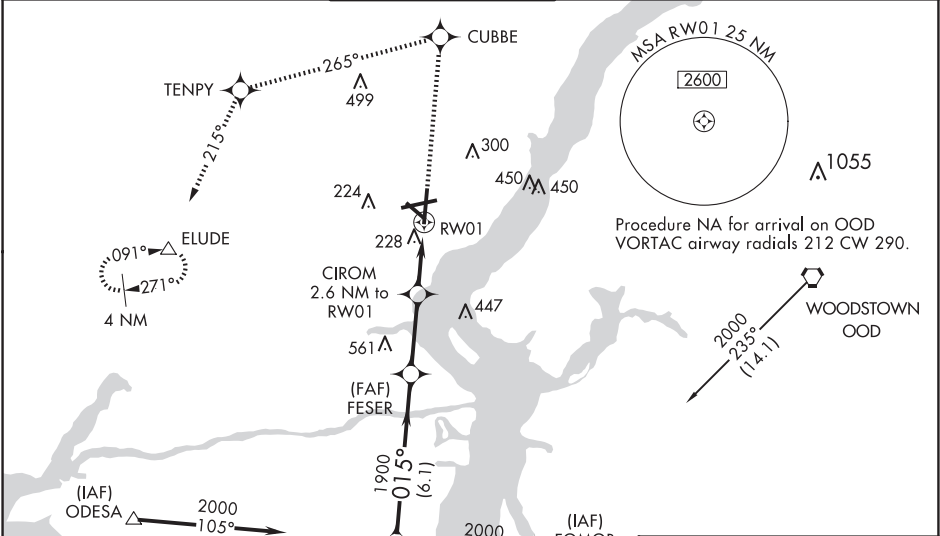 CUBBE
265°
TENPY
499
215°
MSA RW01 25 NM
2600
300
1055
450
450
224
RW01
228
Procedure NA for arrival on OOD
VORTAC airway radials 212 CW 290.
ELUDE
091°
271°
4 NM
CIROM
2.6 NM to
RW01
447
WOODSTOWN
OOD
2000
235°
(14.1)
561
(FAF)
FESER
1900
015°
(6.1)
(IAF)
ODESA
2000
105°
2000
(IAF)